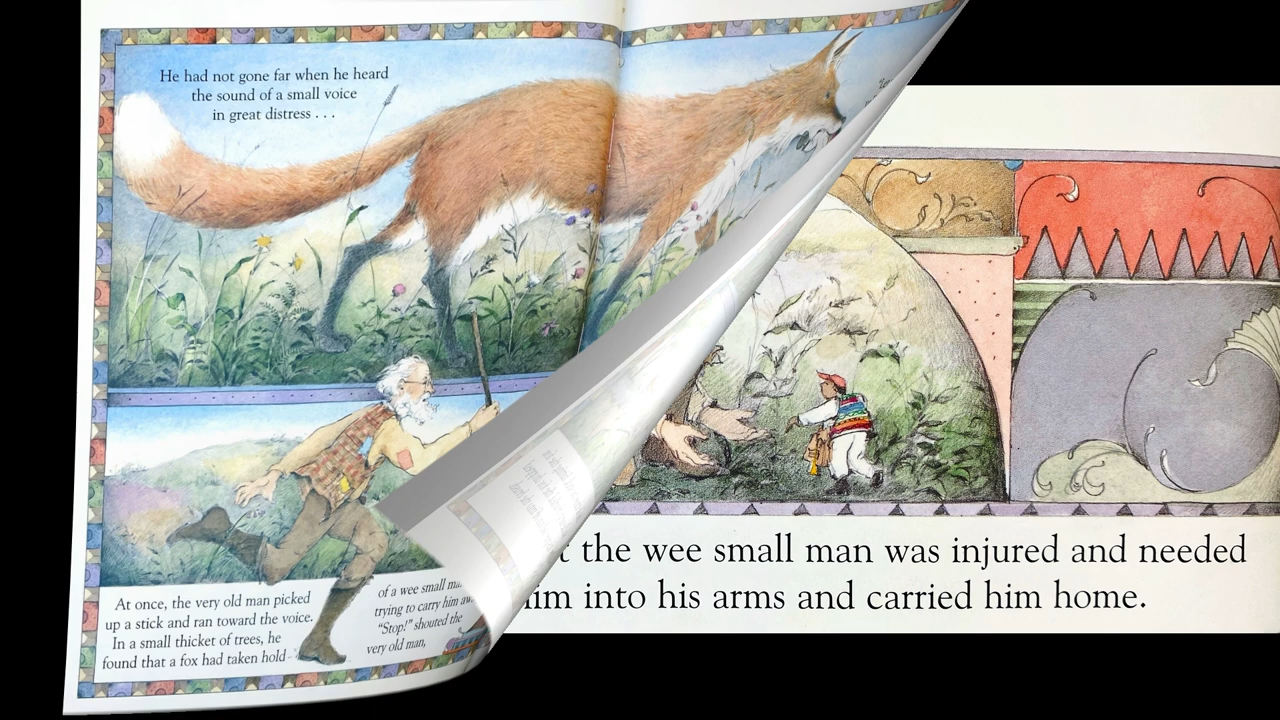 He had not gone far when he heard
the sound of a small voice
in great distress . . .
At once, the very old man picked
up a stick and ran toward the voice.
In a small thicket of trees, he
found that a fox had taken hold
of a wee small
trying to carry him
"Stop!" shouted the
very old man,
the wee small man was injured and needed
into his arms and carried him home.